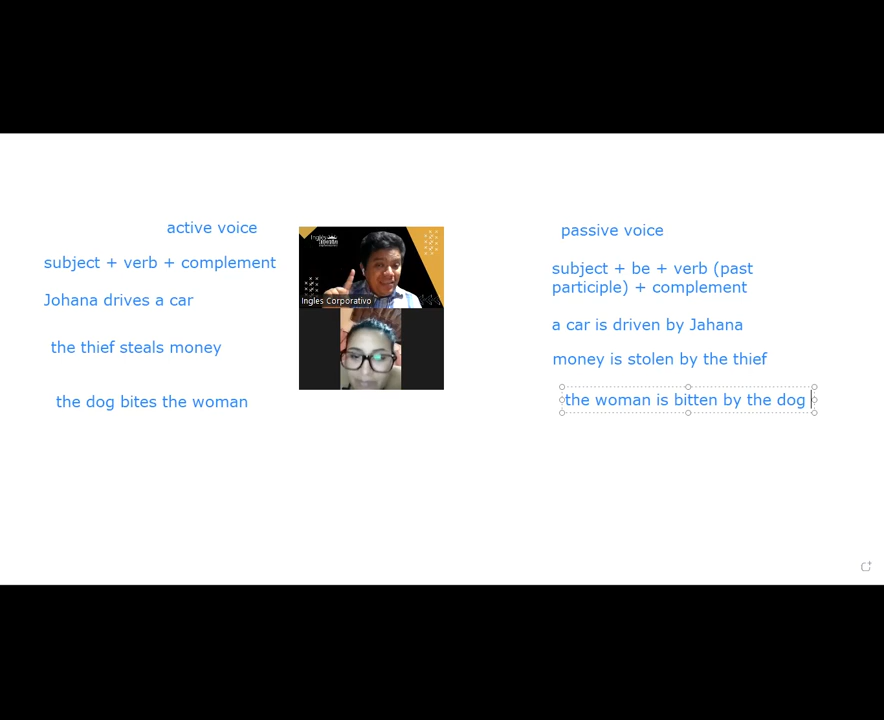 active voice
subject + verb + complement
Johana drives a car
the thief steals money
the dog bites the woman
Inglés
Ingles Corporativo
passive voice
subject + be + verb (past
participle) + complement
a car is driven by Jahana
money is stolen by the thief
the woman is bitten by the dog